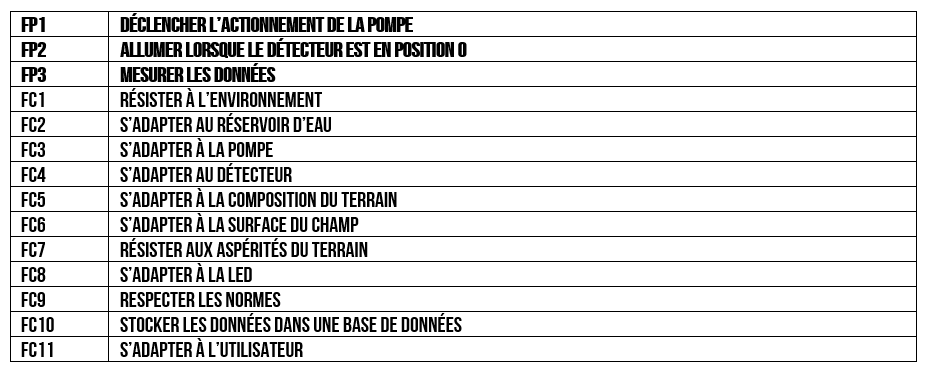 FP1 DÉCLENCHER L'ACTIONNEMENT DE LA POMPE
FP2 ALLUMER LORSQUE LE DÉTECTEUR EST EN POSITION 0
FP3 MESURER LES DONNÉES
FC1 RÉSISTER À L'ENVIRONNEMENT
FC2 S'ADAPTER AU RÉSERVOIR D'EAU
FC3 S'ADAPTER À LA POMPE
FC4 S'ADAPTER AU DÉTECTEUR
FC5 S'ADAPTER À LA COMPOSITION DU TERRAIN
FC6 S'ADAPTER À LA SURFACE DU CHAMP
FC7 RÉSISTER AUX ASPÉRITÉS DU TERRAIN
FC8 S'ADAPTER À LA LED
FC9 RESPECTER LES NORMES
FC10 STOCKER LES DONNÉES DANS UNE BASE DE DONNÉES
FC11 S'ADAPTER À L'UTILISATEUR